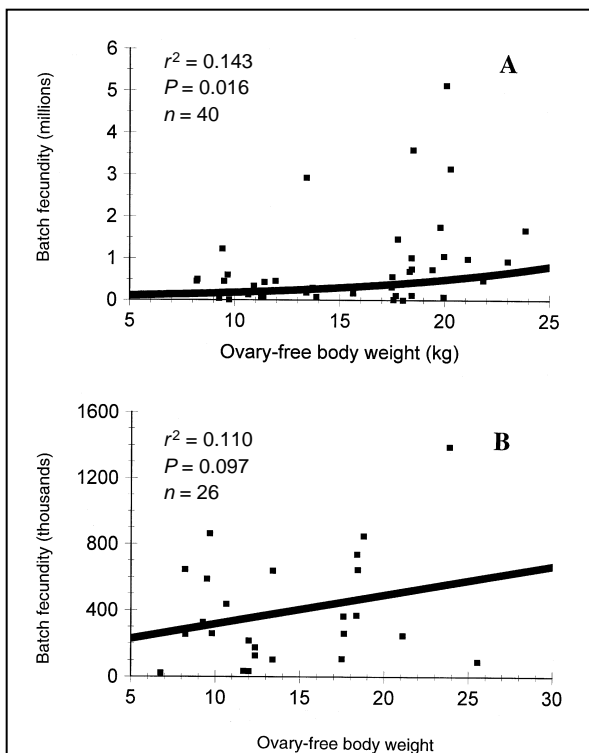 A
r² = 0.143
P = 0.016
n = 40
Batch fecundity (millions)
6
5
4
3
2
1
0
5 10 15 20 25
Ovary-free body weight (kg)
B
r² = 0.110
P = 0.097
n = 26
Batch fecundity (thousands)
1600
1200
800
400
0
5 10 15 20 25 30
Ovary-free body weight